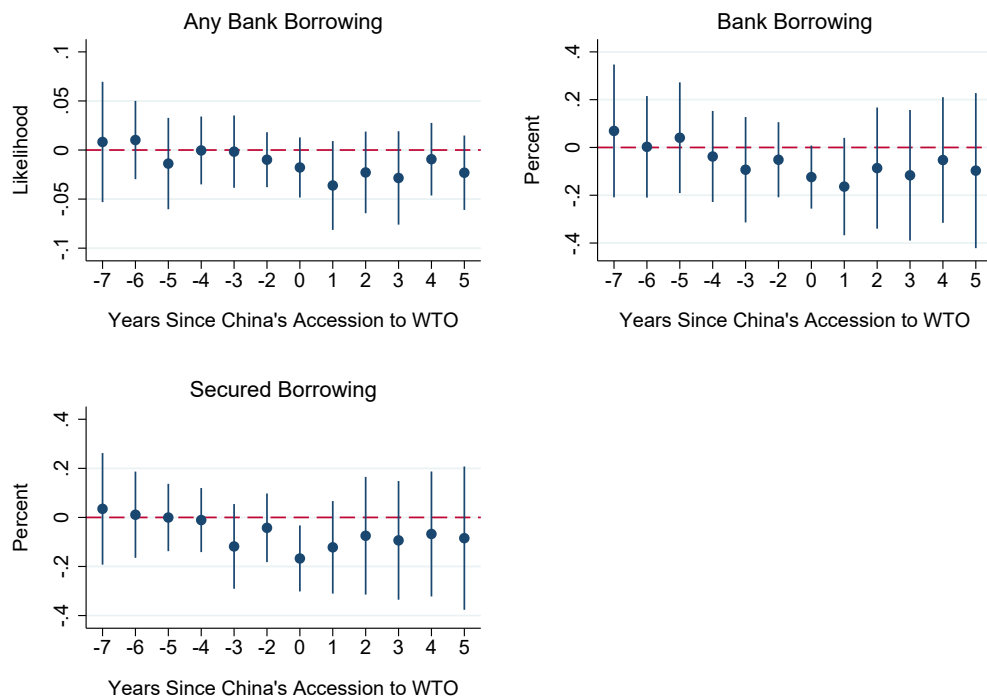 Any Bank Borrowing
Likelihood
.1
.05
0
-.05
-.1
-7 -6 -5 -4 -3 -2 0 1 2 3 4 5
Years Since China's Accession to WTO
Bank Borrowing
Percent
.4
.2
0
-.2
-.4
-7 -6 -5 -4 -3 -2 0 1 2 3 4 5
Years Since China's Accession to WTO
Secured Borrowing
Percent
.4
.2
0
-.2
-.4
-7 -6 -5 -4 -3 -2 0 1 2 3 4 5
Years Since China's Accession to WTO